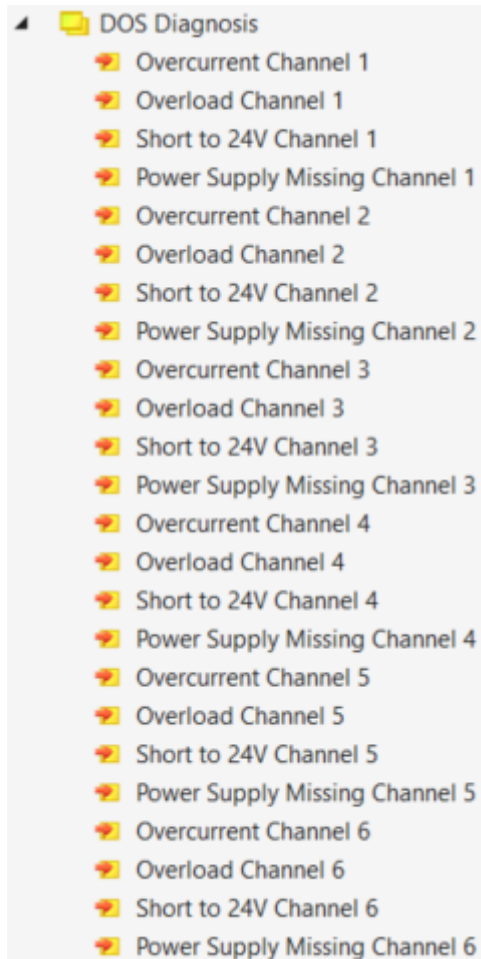 DOS Diagnosis
Overcurrent Channel 1
Overload Channel 1
Short to 24V Channel 1
Power Supply Missing Channel 1
Overcurrent Channel 2
Overload Channel 2
Short to 24V Channel 2
Power Supply Missing Channel 2
Overcurrent Channel 3
Overload Channel 3
Short to 24V Channel 3
Power Supply Missing Channel 3
Overcurrent Channel 4
Overload Channel 4
Short to 24V Channel 4
Power Supply Missing Channel 4
Overcurrent Channel 5
Overload Channel 5
Short to 24V Channel 5
Power Supply Missing Channel 5
Overcurrent Channel 6
Overload Channel 6
Short to 24V Channel 6
Power Supply Missing Channel 6